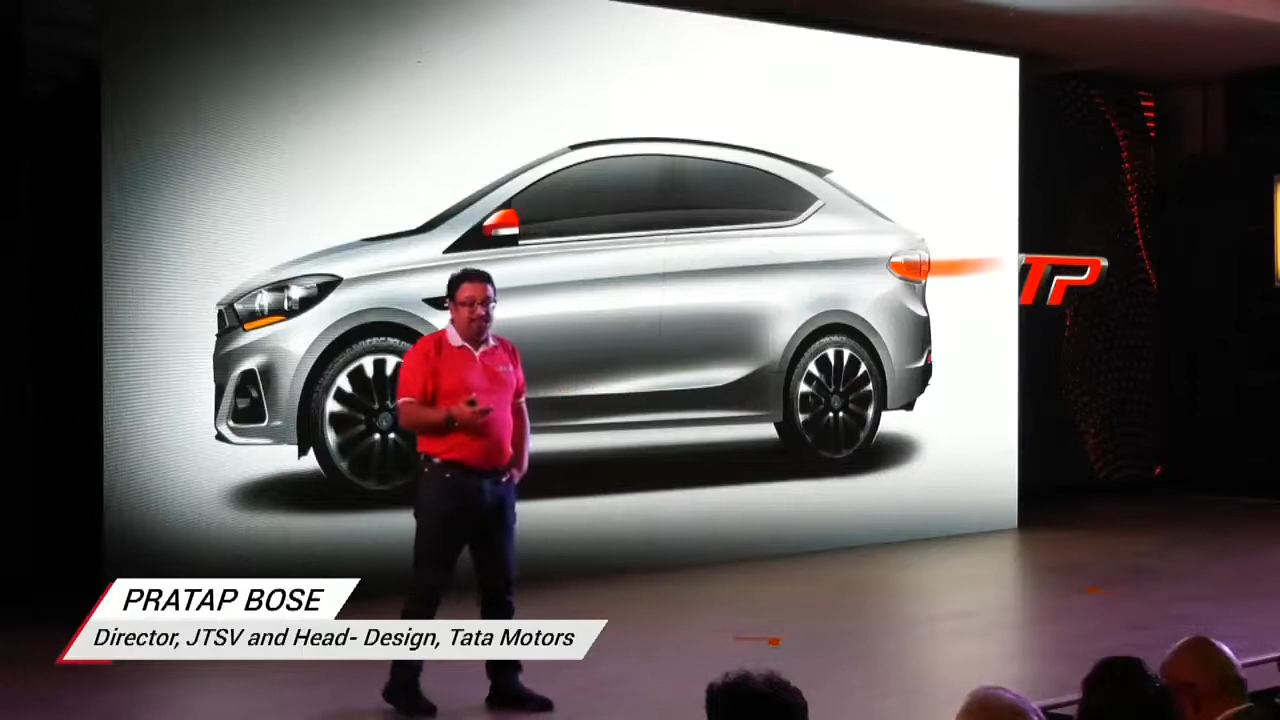 TP
PRATAP BOSE
Director, JTSV and Head- Design, Tata Motors